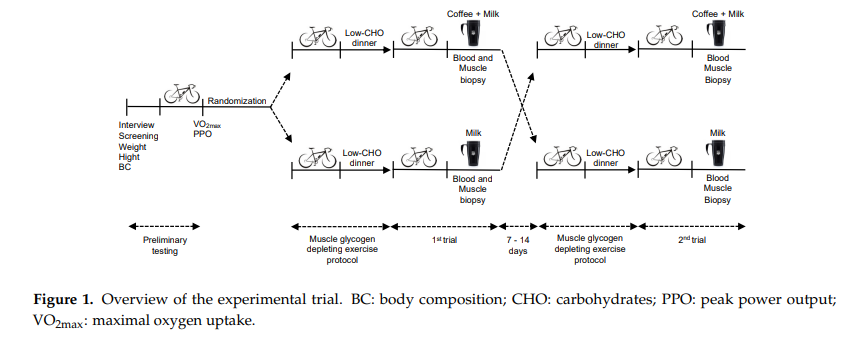 Coffee + Milk
Coffee + Milk
Low-CHO
dinner
Low-CHO
dinner
Blood and
Muscle
biopsy
Blood
Muscle
Biopsy
Randomization
Interview
Screening
Weight
Hight
BC
VO2max
PPO
Milk
Milk
Low-CHO
dinner
Low-CHO
dinner
Blood and
Muscle
biopsy
Blood
Muscle
Biopsy
Preliminary
testing
Muscle glycogen
depleting exercise
protocol
1st trial
7 - 14
days
Muscle glycogen
depleting exercise
protocol
2nd trial
Figure 1. Overview of the experimental trial. BC: body composition; CHO: carbohydrates; PPO: peak power output;
VO2max: maximal oxygen uptake.